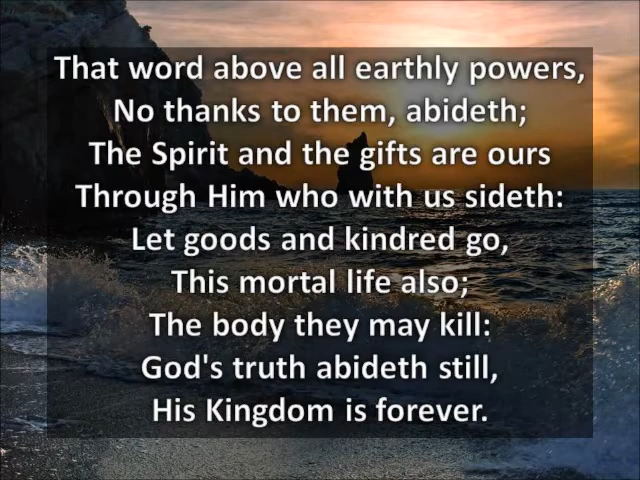 That word above all earthly powers,
No thanks to them, abideth;
The Spirit and the gifts are ours
Through Him who with us sideth:
Let goods and kindred go,
This mortal life also;
The body they may kill:
God's truth abideth still,
His Kingdom is forever.